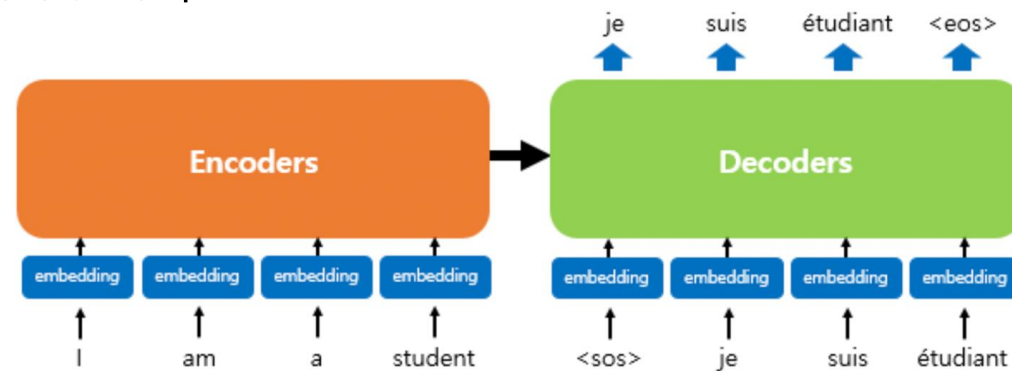 je suis étudiant <eos>
Encoders Decoders
embedding embedding embedding embedding embedding embedding embedding embedding
I am a student <sos> je suis étudiant